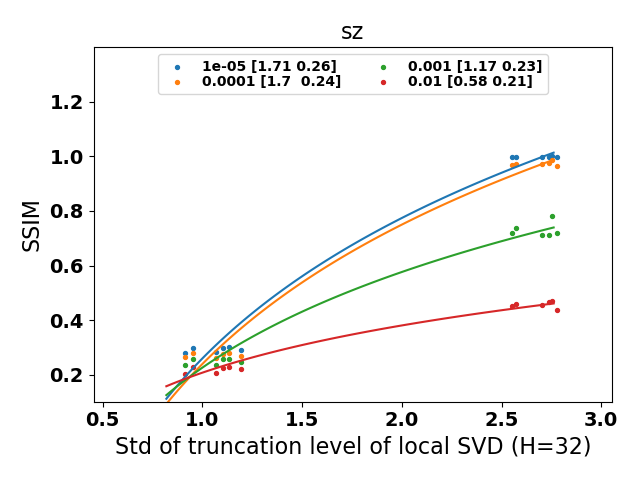 sz
1e-05 [1.71 0.26]
0.0001 [1.7  0.24]
0.001 [1.17 0.23]
0.01 [0.58 0.21]
SSIM
1.2
1.0
0.8
0.6
0.4
0.2
0.5 1.0 1.5 2.0 2.5 3.0
Std of truncation level of local SVD (H=32)